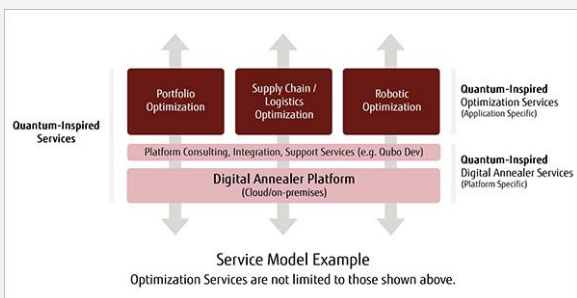 Portfolio
Optimization
Supply Chain /
Logistics
Optimization
Robotic
Optimization
Quantum-Inspired
Services
Quantum-Inspired
Optimization Services
(Application Specific)
Platform Consulting, Integration, Support Services (e.g. Qubo Dev)
Digital Annealer Platform
(Cloud/on-premises)
Quantum-Inspired
Digital Annealer Services
(Platform Specific)
Service Model Example
Optimization Services are not limited to those shown above.